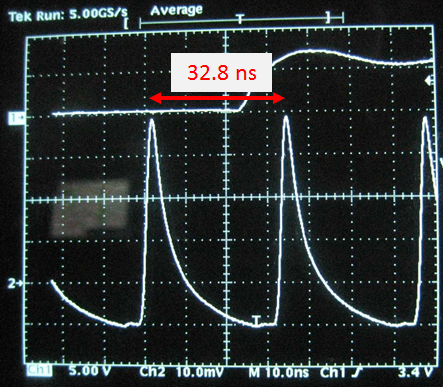 Tek Run: 5.00GS/s Average
[ T ]
32.8 ns
1→
2→
T
Ch1 5.00 V Ch2 10.0mV M 10.0ns Ch1 ƒ 3.4 V